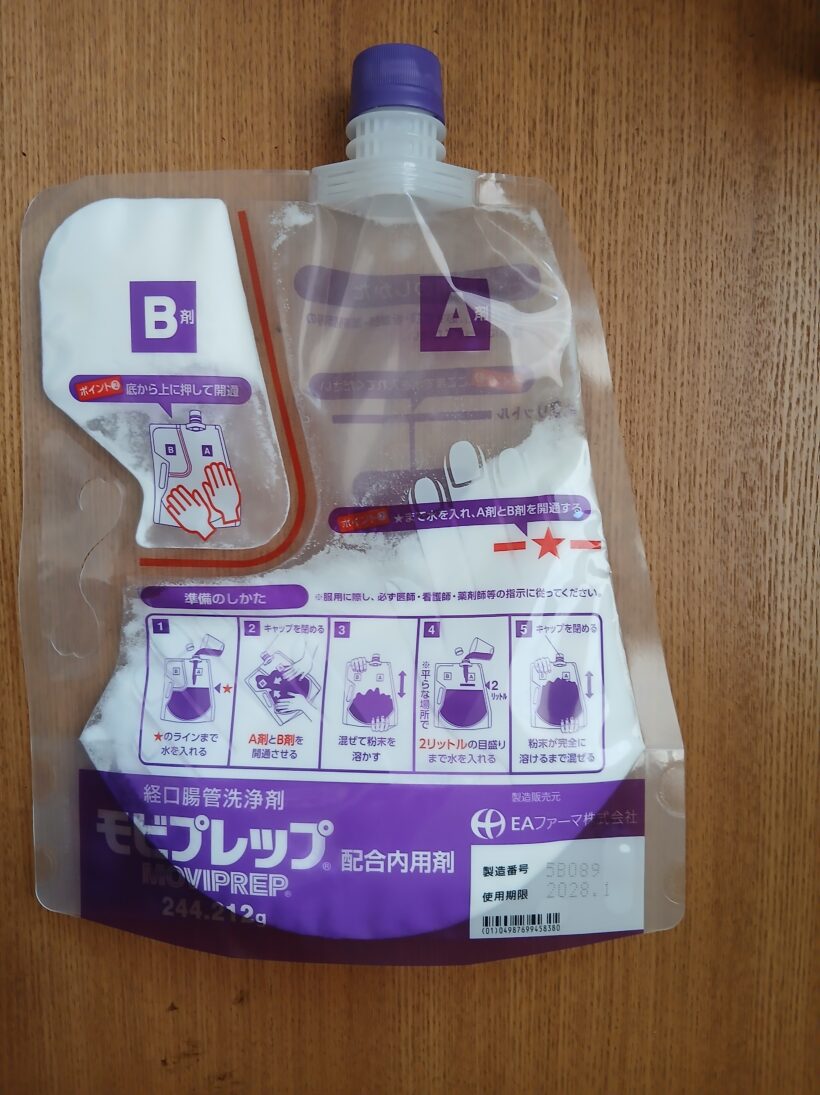 B剤
A剤
ポイント2 底から上に押して開通
B A
★まで水を入れ、A剤とB剤を開通する
準備のしかた
※服用に際し、必ず医師・看護師・薬剤師等の指示に従ってください。
1
★のラインまで
水を入れる
2 キャップを閉める
A剤とB剤を
開通させる
3
混ぜて粉末を
溶かす
4
※平らな場所で
2リットル
2リットルの目盛り
まで水を入れる
5 キャップを閉める
粉末が完全に
溶けるまで混ぜる
経口腸管洗浄剤
モビプレップ® 配合内用剤
MOVIPREP®
244.212g
製造販売元
EAファーマ株式会社
製造番号 5B089
使用期限 2028.1
(01)04987699458380